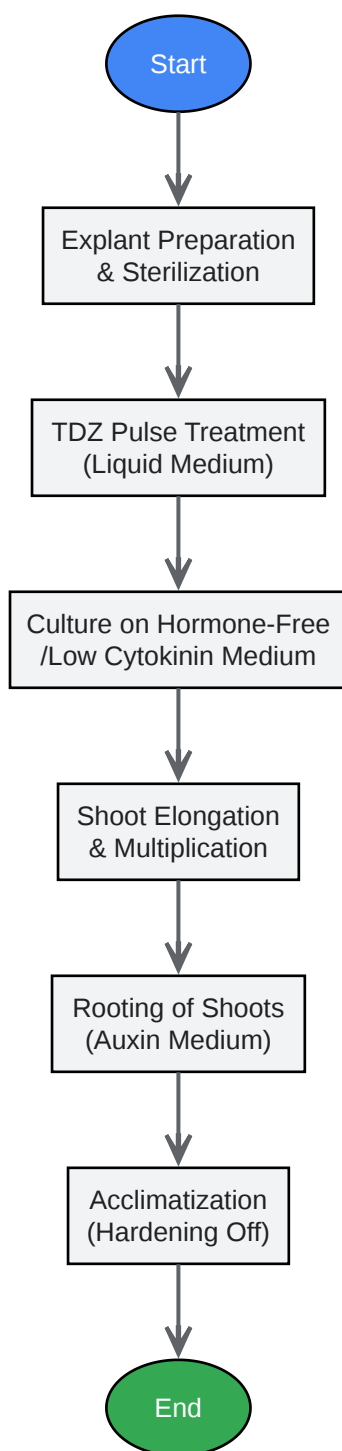 Start
Explant Preparation
& Sterilization
TDZ Pulse Treatment
(Liquid Medium)
Culture on Hormone-Free
/Low Cytokinin Medium
Shoot Elongation
& Multiplication
Rooting of Shoots
(Auxin Medium)
Acclimatization
(Hardening Off)
End